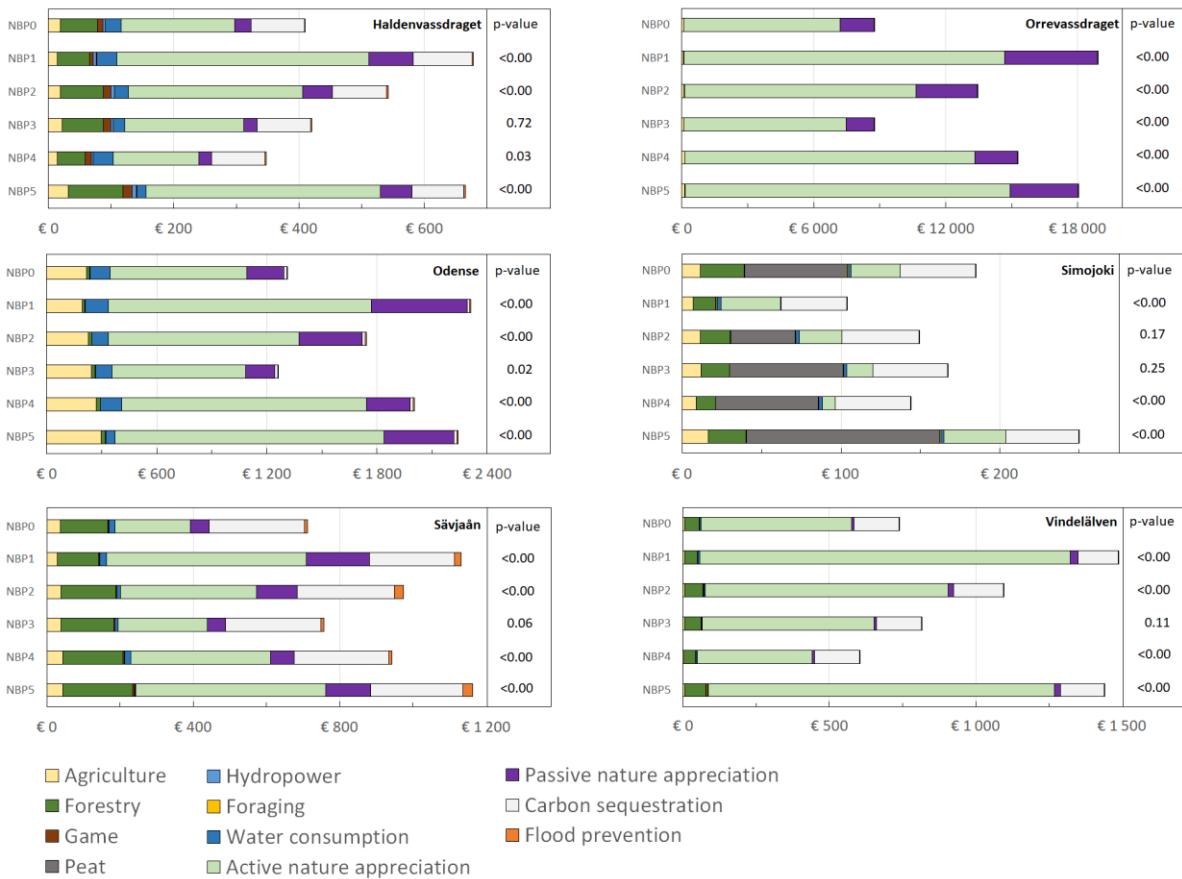 Haldenvassdraget p-value
NBP0
NBP1 <0.00
NBP2 <0.00
NBP3 0.72
NBP4 0.03
NBP5 <0.00
€ 0 € 200 € 400 € 600
Orrevassdraget p-value
NBP0
NBP1 <0.00
NBP2 <0.00
NBP3 <0.00
NBP4 <0.00
NBP5 <0.00
€ 0 € 6 000 € 12 000 € 18 000
Odense p-value
NBP0
NBP1 <0.00
NBP2 <0.00
NBP3 0.02
NBP4 <0.00
NBP5 <0.00
€ 0 € 600 € 1 200 € 1 800 € 2 400
Simojoki p-value
NBP0
NBP1 <0.00
NBP2 0.17
NBP3 0.25
NBP4 <0.00
NBP5 <0.00
€ 0 € 100 € 200
Sävjaån p-value
NBP0
NBP1 <0.00
NBP2 <0.00
NBP3 0.06
NBP4 <0.00
NBP5 <0.00
€ 0 € 400 € 800 € 1 200
Vindelälven p-value
NBP0
NBP1 <0.00
NBP2 <0.00
NBP3 0.11
NBP4 <0.00
NBP5 <0.00
€ 0 € 500 € 1 000 € 1 500
Agriculture
Forestry
Game
Peat
Hydropower
Foraging
Water consumption
Active nature appreciation
Passive nature appreciation
Carbon sequestration
Flood prevention